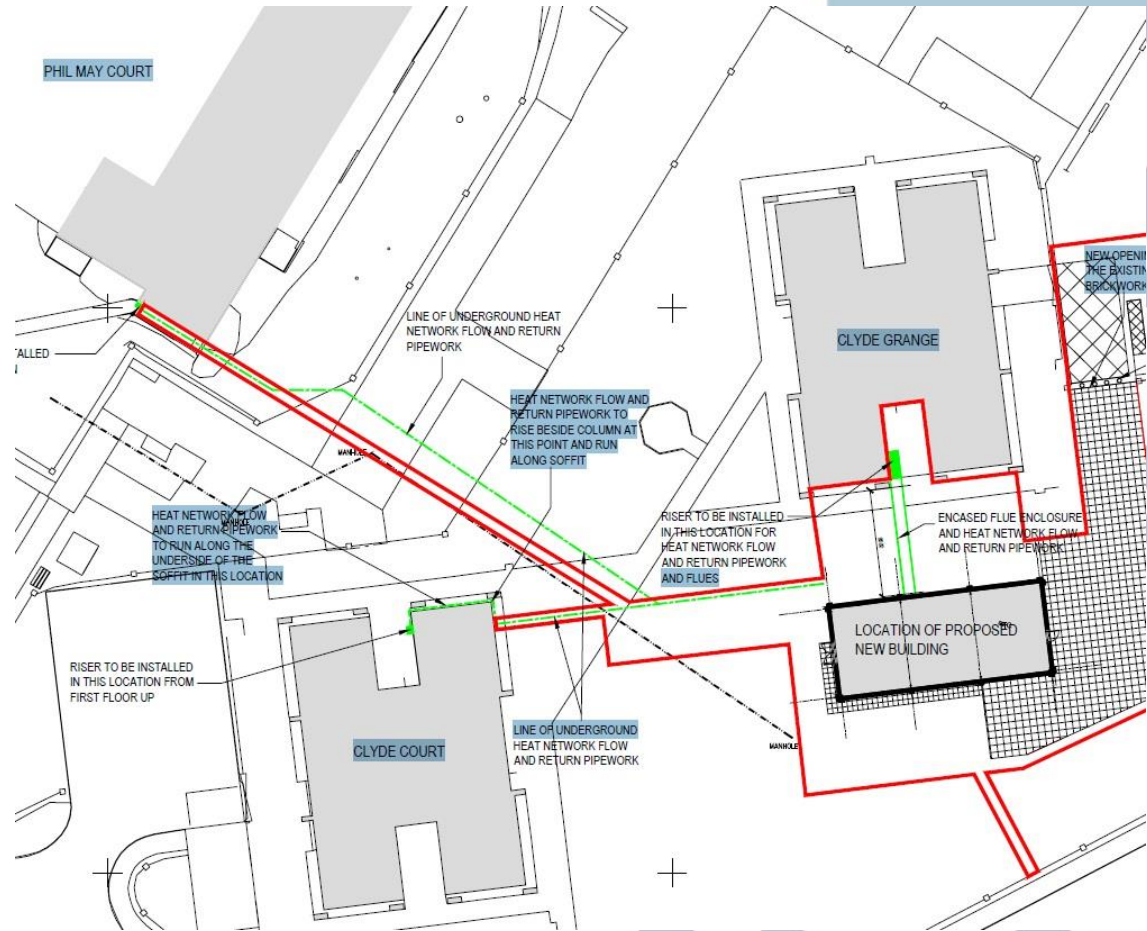 PHIL MAY COURT
NEW OPENI
THE EXISTIN
BRICKWORK
LINE OF UNDERGROUND HEAT
NETWORK FLOW AND RETURN
PIPEWORK
CLYDE GRANGE
ALLED
HEAT NETWORK FLOW AND
RETURN PIPEWORK TO
RISE BESIDE COLUMN AT
THIS POINT AND RUN
ALONG SOFFIT
MANHOLE
HEAT NETWORK FLOW
AND RETURN PIPEWORK
TO RUN ALONG THE
UNDERSIDE OF THE
SOFFIT IN THIS LOCATION
MANHOLE
RISER TO BE INSTALLED
IN THIS LOCATION FOR
HEAT NETWORK FLOW
AND RETURN PIPEWORK
AND FLUES
ENCASED FLUE ENCLOSURE
AND HEAT NETWORK FLOW
AND RETURN PIPEWORK
LOCATION OF PROPOSED
NEW BUILDING
RISER TO BE INSTALLED
IN THIS LOCATION FROM
FIRST FLOOR UP
CLYDE COURT
LINE OF UNDERGROUND
HEAT NETWORK FLOW
AND RETURN PIPEWORK
MANHOLE